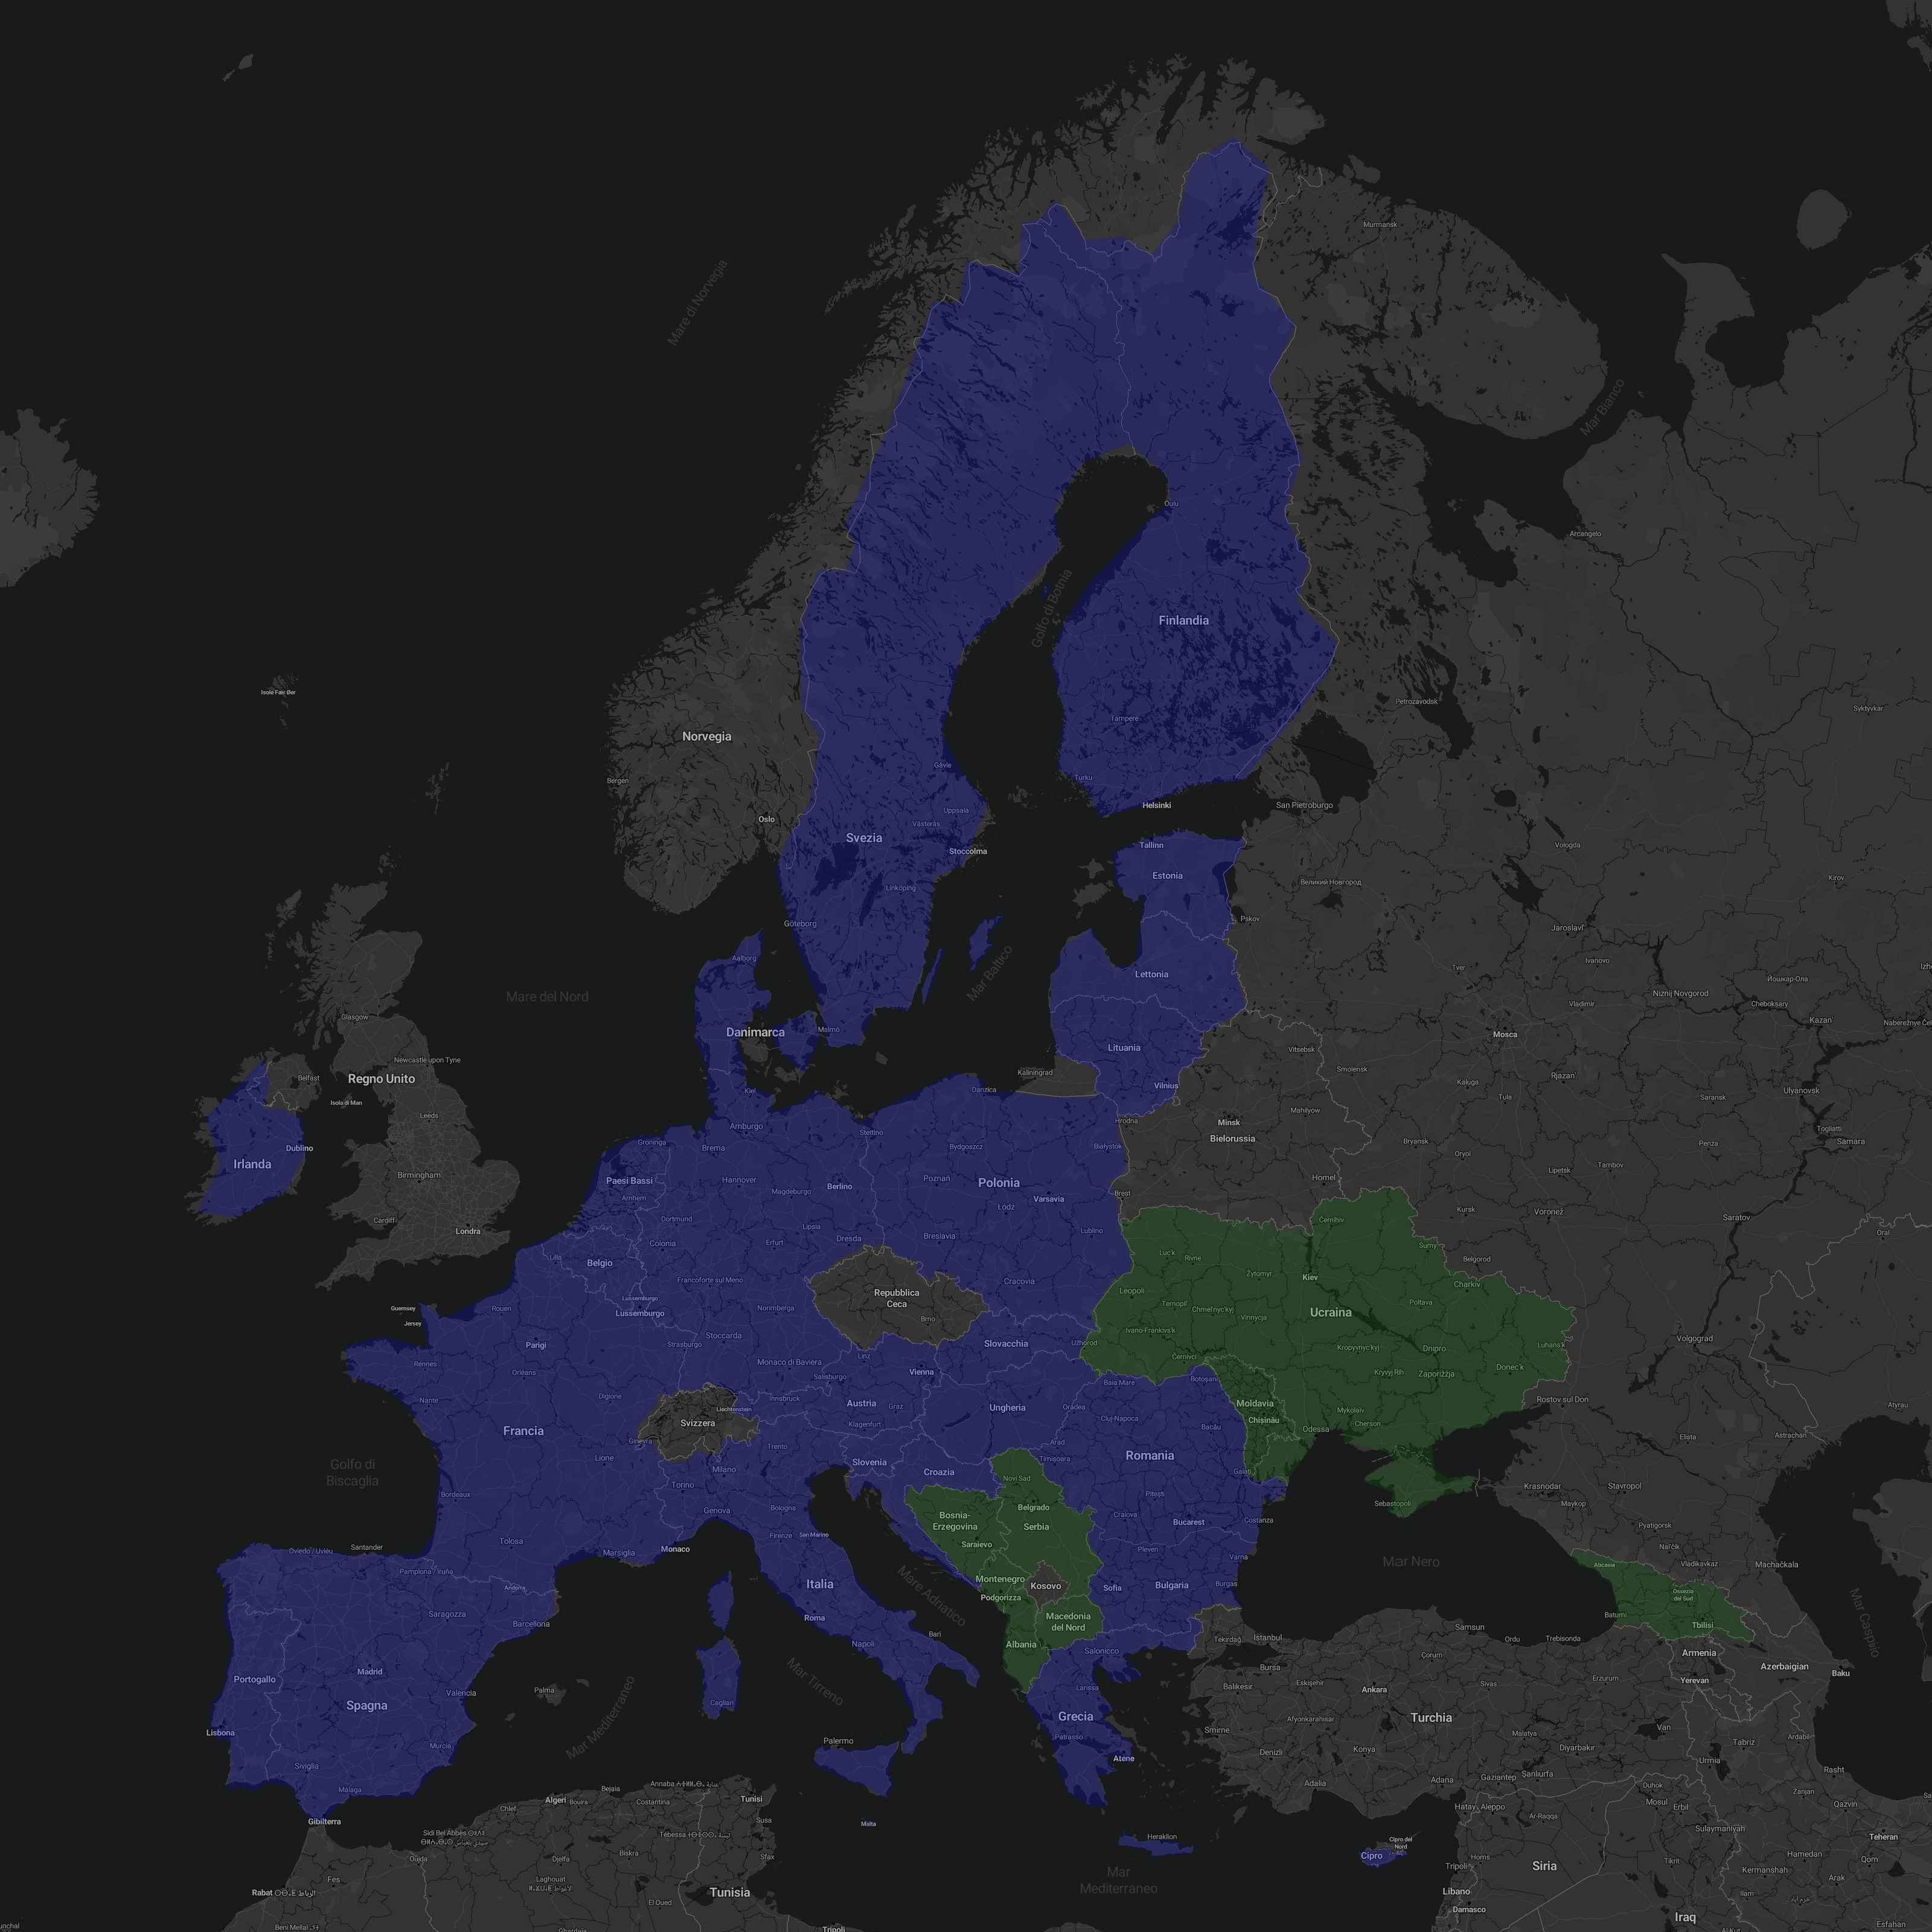 Murmansk
Mare di Norvegia
Mar Bianco
Oulu
Arcangelo
Golfo di Botnia
Finlandia
Isole Fær Øer
Petrozavodsk
Syktyvkar
Tampere
Norvegia
Gävle
Turku
Bergen
Helsinki
San Pietroburgo
Uppsala
Oslo
Västerås
Svezia
Tallinn
Vologda
Stoccolma
Estonia
Kirov
Великий Новгород
Linköping
Pskov
Göteborg
Jaroslavl'
Aalborg
Ivanovo
Mar Baltico
Tver
Lettonia
Йошкар-Ола
Mare del Nord
Niznij Novgorod
Vladimir
Cheboksary
Glasgow
Kazan
Danimarca
Malmö
Mosca
Lituania
Vitsebsk
Newcastle upon Tyne
Smolensk
Kaliningrad
Rjazan
Belfast
Regno Unito
Kaluga
Vilnius
Ulyanovsk
Kiel
Danzica
Tula
Saransk
Isola di Man
Mahilyow
Leeds
Hrodna
Minsk
Amburgo
Togliatti
Stettino
Bielorussia
Samara
Groninga
Bryansk
Penza
Dublino
Brema
Bydgoszcz
Białystok
Oryol
Irlanda
Tambov
Lipetsk
Birmingham
Paesi Bassi
Hannover
Poznań
Homel
Berlino
Polonia
Magdeburgo
Brest
Arnhem
Varsavia
Łódź
Kursk
Voronež
Cardiff
Dortmund
Černihiv
Saratov
Londra
Lipsia
Lublino
Oral
Breslavia
Dresda
Colonia
Erfurt
Sumy
Luc'k
Rivne
Lilla
Belgio
Belgorod
Žytomyr
Kiev
Francoforte sul Meno
Cracovia
Charkiv
Leopoli
Repubblica
Ceca
Lussemburgo
Ternopil'
Poltava
Guernsey
Rouen
Norimberga
Chmel'nyc'kyj
Lussemburgo
Ucraina
Brno
Vinnycja
Jersey
Ivano-Frankivs'k
Stoccarda
Volgograd
Parigi
Strasburgo
Slovacchia
Užhorod
Luhans'k
Kropyvnyc'kyj
Dnipro
Černivci
Linz
Rennes
Monaco di Baviera
Donec'k
Orléans
Vienna
Kryvyj Rih
Zaporižžja
Salisburgo
Botoșani
Baia Mare
Digione
Innsbruck
Nante
Rostov sul Don
Austria
Moldavia
Graz
Ungheria
Oradea
Atyrau
Liechtenstein
Mykolaiv
Svizzera
Cluj-Napoca
Chișinău
Klagenfurt
Cherson
Bacău
Francia
Odessa
Astrachan
Elista
Ginevra
Arad
Trento
Lione
Romania
Timișoara
Slovenia
Golfo di
Biscaglia
Milano
Croazia
Galați
Novi Sad
Torino
Krasnodar
Stavropol
Bordeaux
Pitești
Maykop
Sebastopoli
Belgrado
Bologna
Genova
Bosnia-
Erzegovina
Craiova
Costanza
Bucarest
Pyatigorsk
Serbia
San Marino
Firenze
Tolosa
Saraievo
Nal'čik
Santander
Pleven
Monaco
Oviedo / Uviéu
Marsiglia
Varna
Mar Nero
Vladikavkaz
Machačkala
Abcasia
Pamplona / Iruña
Montenegro
Italia
Kosovo
Sofia
Bulgaria
Burgas
Andorra
Mare Adriatico
Ossezia
del Sud
Podgorizza
Saragozza
Roma
Macedonia
del Nord
Batumi
Barcellona
Tbilisi
Mar Caspio
Samsun
Bari
Tekirdağ
Istanbul
Ordu
Trebisonda
Napoli
Albania
Salonicco
Armenia
Çorum
Azerbaigian
Bursa
Madrid
Baku
Portogallo
Erzurum
Yerevan
Eskişehir
Sivas
Balıkesir
Larissa
Ankara
Palma
Valencia
Mar Tirreno
Cagliari
Spagna
Grecia
Turchia
Afyonkarahisar
Van
Lisbona
Smirne
Malatya
Patrasso
Ardabil
Mar Mediterraneo
Palermo
Tabriz
Murcia
Konya
Diyarbakır
Denizli
Atene
Urmia
Siviglia
Rasht
Şanlıurfa
Gaziantep
Adana
Adalia
Annaba
Duhok
Malaga
Bejaia
Zanjan
Algeri
Bouira
Costantina
Tunisi
Mosul
Hatay
Aleppo
Erbil
Qazvin
Chlef
Ar-Raqqa
Gibilterra
Susa
Malta
Sulaymaniyah
Sidi Bel Abbès
Tébessa
Heraklion
Cipro del
Nord
Teheran
Biskra
Cipro
Sfax
Homs
Hamedan
Oujda
Djelfa
Tikrit
Qom
Tripoli
Siria
Kermanshah
Mar
Mediterraneo
Fes
Laghouat
Arak
Rabat
Tunisia
Libano
Ilam
El Oued
Damasco
Iraq
Esfahan
Beni Mellal
Ghardaia
Tripoli